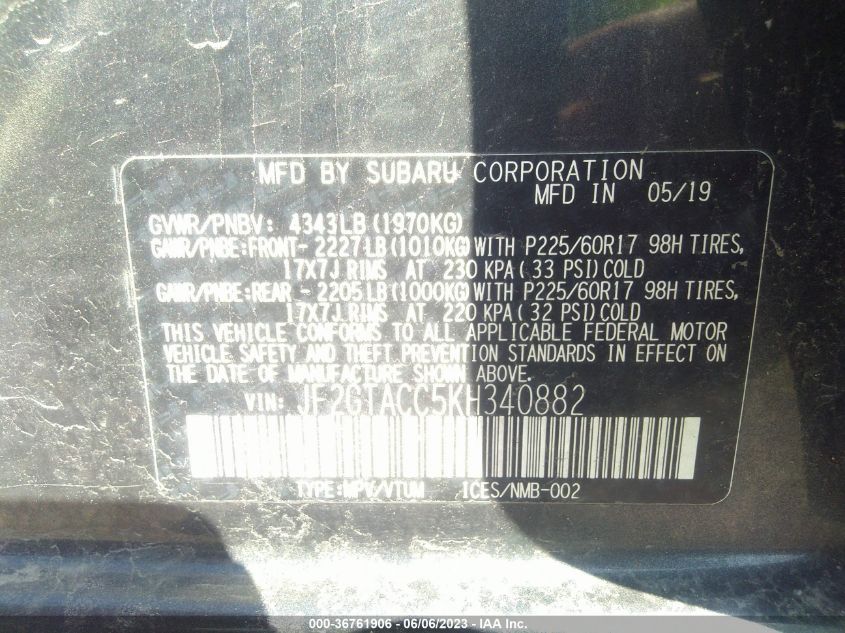 MFD BY SUBARU CORPORATION
MFD IN 05/19
GVWR/PNBV: 4343LB(1970KG)
GAWR/PNBE:FRONT-2227LB(1010KG)WITH P225/60R17 98H TIRES,
17X7J RIMS AT 230 KPA(33 PSI)COLD
GAWR/PNBE:REAR -2205LB(1000KG)WITH P225/60R17 98H TIRES,
17X7J RIMS AT 220 KPA(32 PSI)COLD
THIS VEHICLE CONFORMS TO ALL APPLICABLE FEDERAL MOTOR
VEHICLE SAFETY AND THEFT PREVENTION STANDARDS IN EFFECT ON
THE DATE OF MANUFACTURE SHOWN ABOVE.
VIN: JF2GTACC5KH340882
TYPE:MPV/VTUM ICES/NMB-002
000-36761906 - 06/06/2023 - IAA Inc.